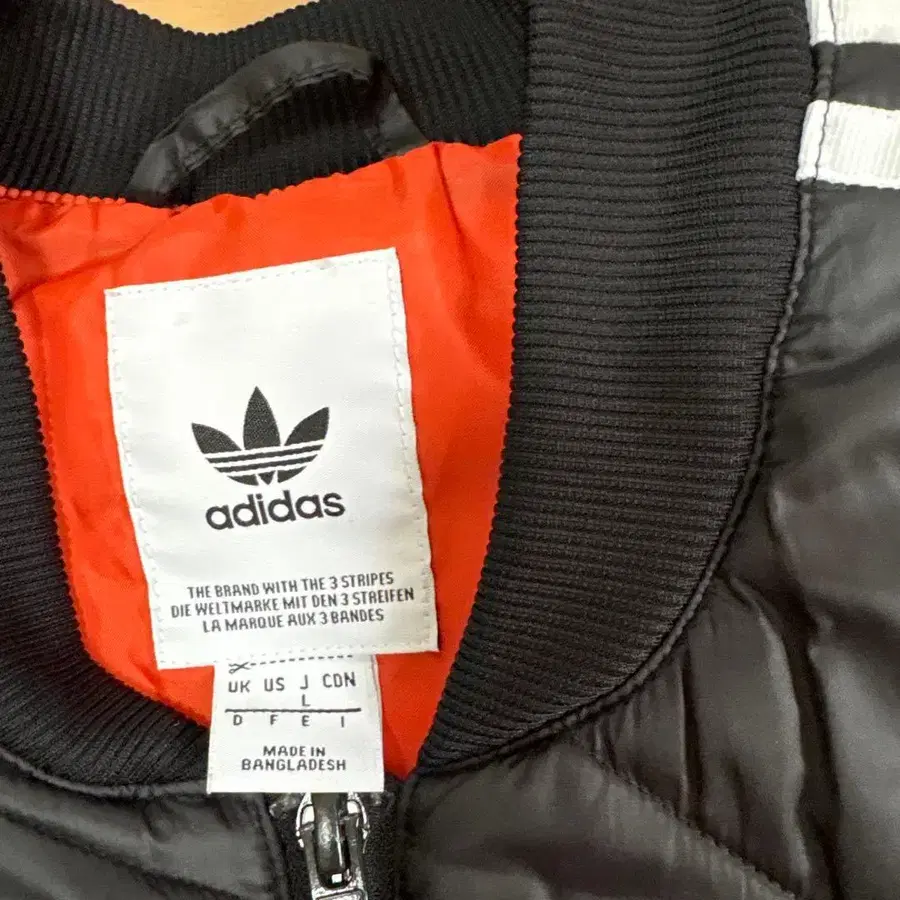 adidas
THE BRAND WITH THE 3 STRIPES
DIE WELTMARKE MIT DEN 3 STREIFEN
LA MARQUE AUX 3 BANDES
UK US J CDN
L
D F E I
MADE IN
BANGLADESH